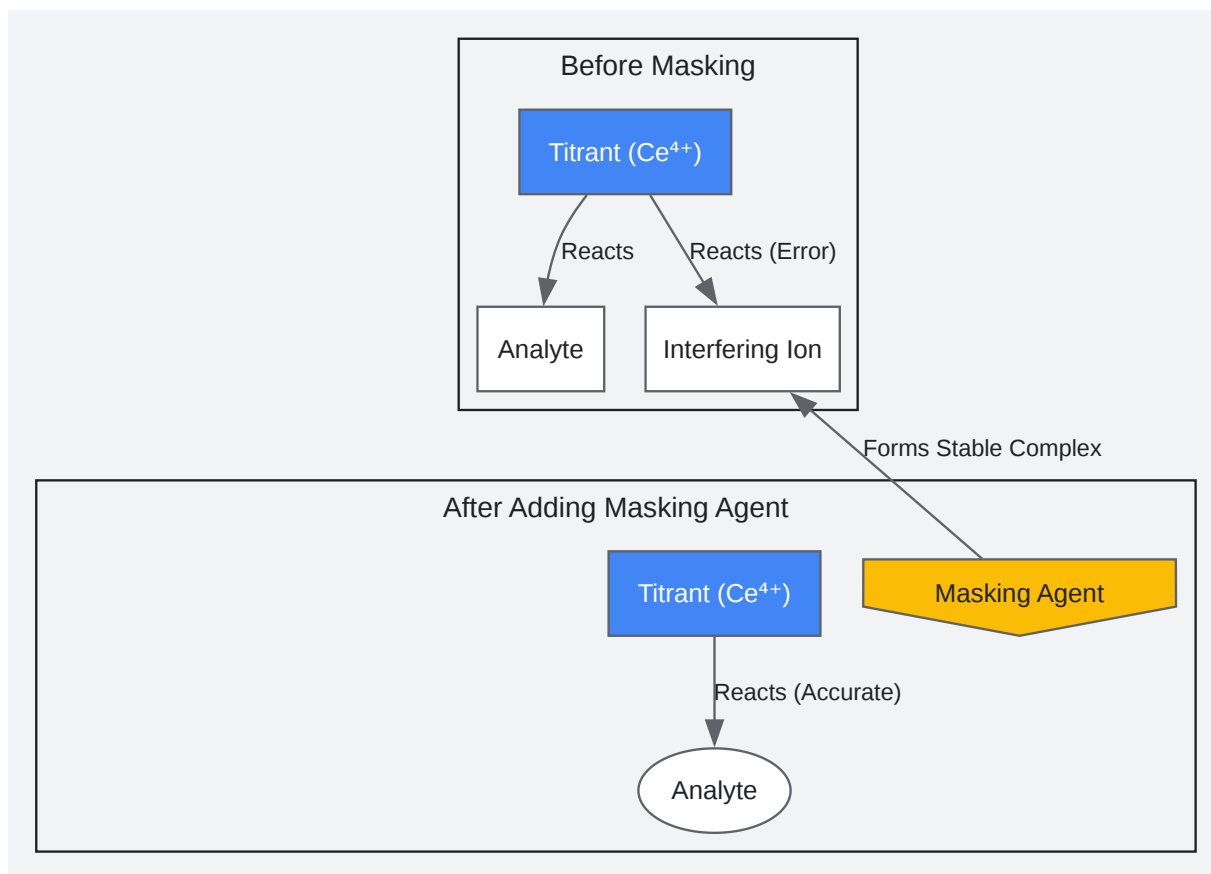 Before Masking
Titrant (Ce⁴⁺)
Reacts
Reacts (Error)
Analyte
Interfering Ion
Forms Stable Complex
After Adding Masking Agent
Titrant (Ce⁴⁺)
Masking Agent
Reacts (Accurate)
Analyte